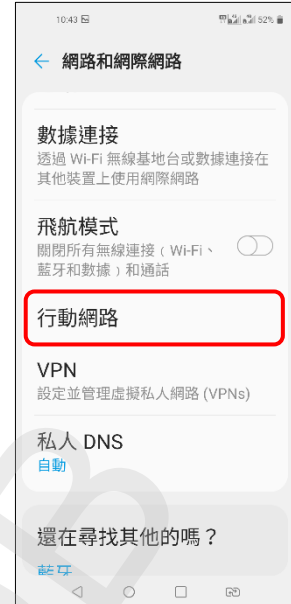 10:43
52%
網路和網際網路
數據連接
透過 Wi-Fi 無線基地台或數據連接在
其他裝置上使用網際網路
飛航模式
關閉所有無線連接﹙Wi-Fi、
藍牙和數據﹚和通話
行動網路
VPN
設定並管理虛擬私人網路 (VPNs)
私人 DNS
自動
還在尋找其他的嗎？
藍牙